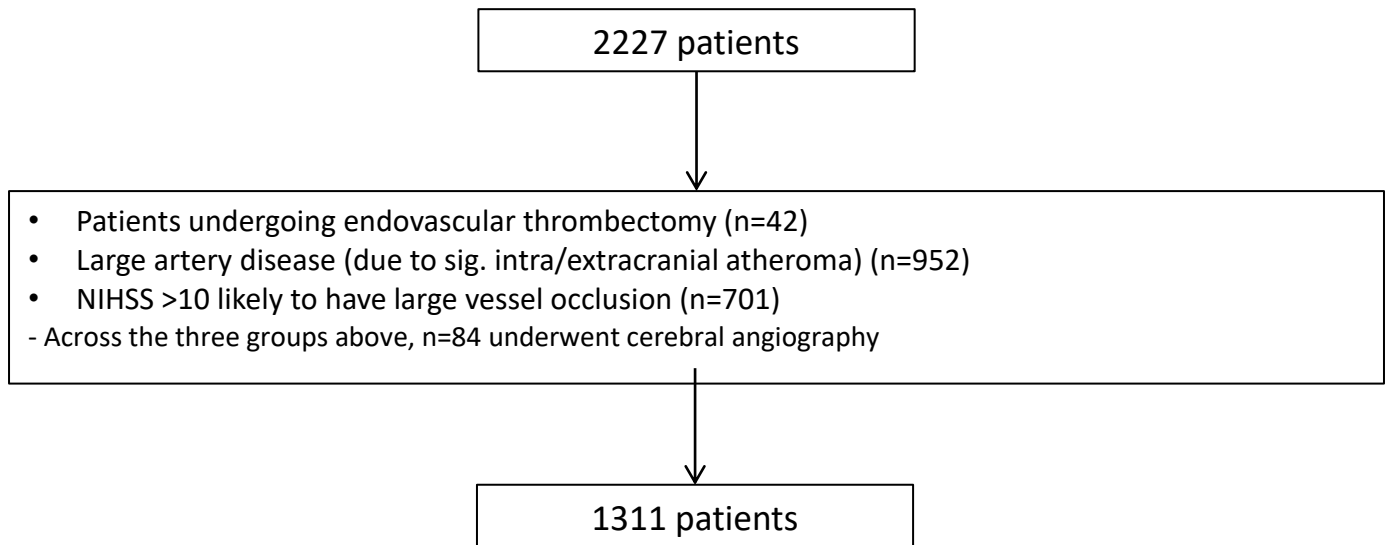 2227 patients
• Patients undergoing endovascular thrombectomy (n=42)
• Large artery disease (due to sig. intra/extracranial atheroma) (n=952)
• NIHSS >10 likely to have large vessel occlusion (n=701)
- Across the three groups above, n=84 underwent cerebral angiography
1311 patients